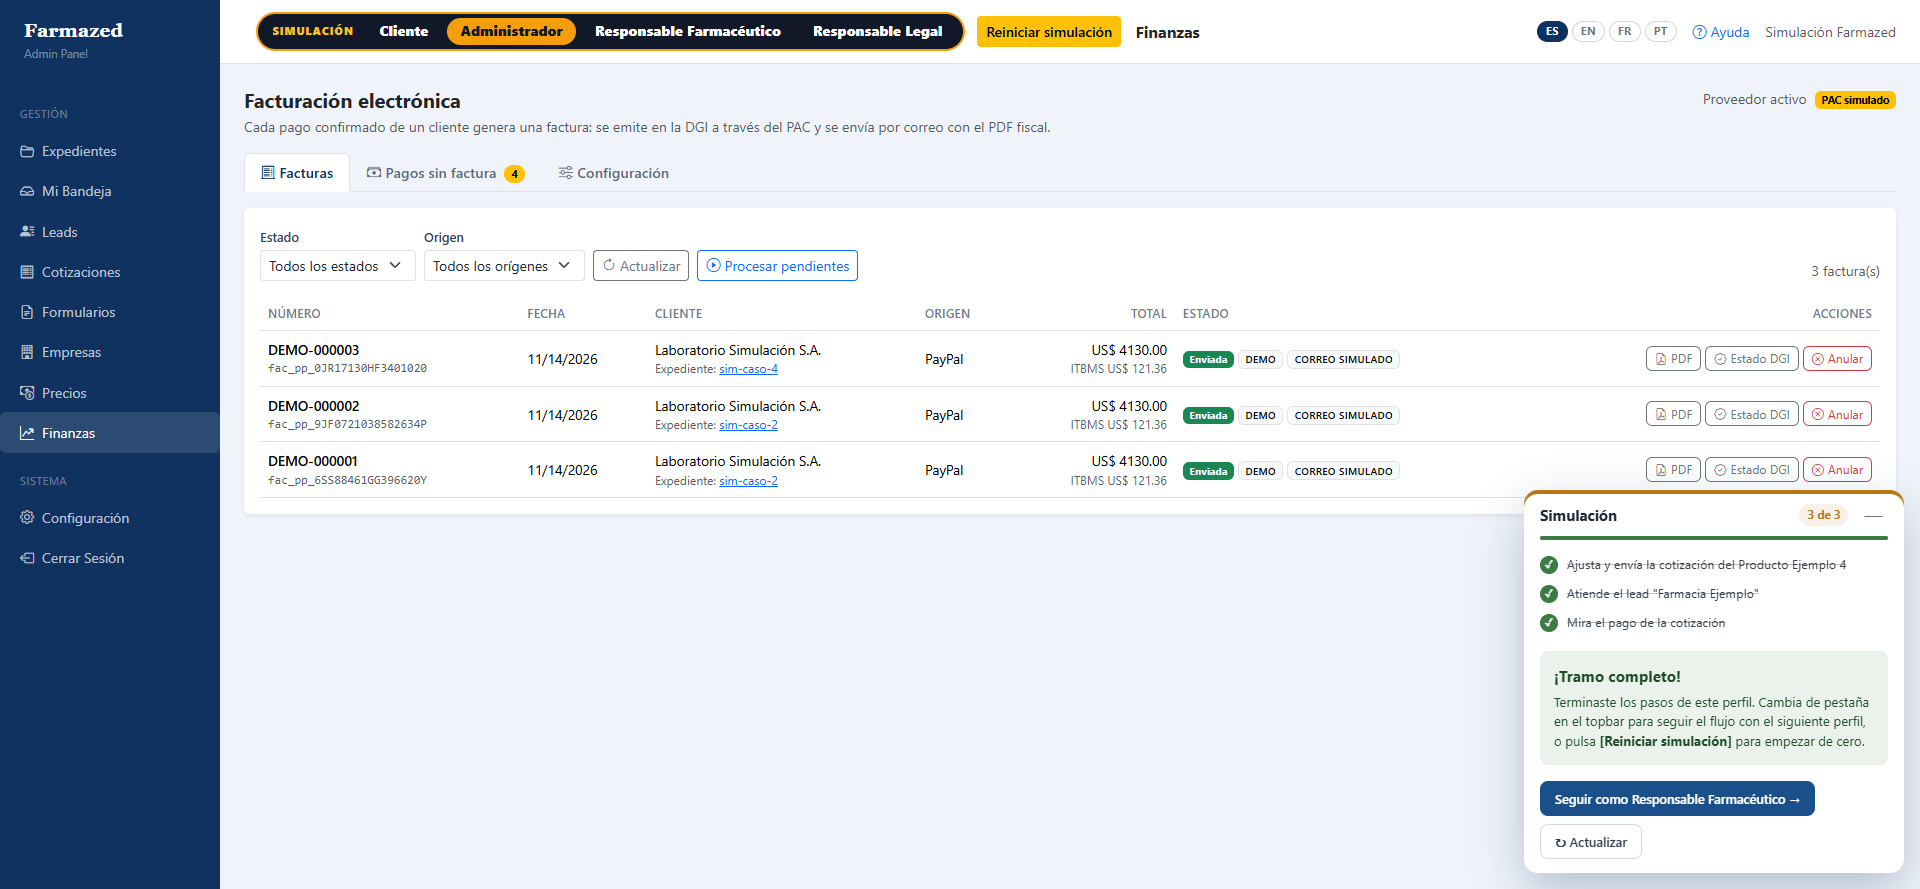 Farmazed
Admin Panel
GESTIÓN
Expedientes
Mi Bandeja
Leads
Cotizaciones
Formularios
Empresas
Precios
Finanzas
SISTEMA
Configuración
Cerrar Sesión
SIMULACIÓN Cliente Administrador Responsable Farmacéutico Responsable Legal Reiniciar simulación Finanzas
ES EN FR PT Ayuda Simulación Farmazed
Facturación electrónica
Proveedor activo PAC simulado
Cada pago confirmado de un cliente genera una factura: se emite en la DGI a través del PAC y se envía por correo con el PDF fiscal.
Facturas Pagos sin factura 4 Configuración
Estado Origen
Todos los estados Todos los orígenes Actualizar Procesar pendientes
3 factura(s)
NÚMERO FECHA CLIENTE ORIGEN TOTAL ESTADO ACCIONES
DEMO-000003 11/14/2026 Laboratorio Simulación S.A. PayPal US$ 4130.00 Enviada DEMO CORREO SIMULADO PDF Estado DGI Anular
fac_pp_0JR17130HF3401020 Expediente: sim-caso-4 ITBMS US$ 121.36
DEMO-000002 11/14/2026 Laboratorio Simulación S.A. PayPal US$ 4130.00 Enviada DEMO CORREO SIMULADO PDF Estado DGI Anular
fac_pp_9JF0721038582634P Expediente: sim-caso-2 ITBMS US$ 121.36
DEMO-000001 11/14/2026 Laboratorio Simulación S.A. PayPal US$ 4130.00 Enviada DEMO CORREO SIMULADO PDF Estado DGI Anular
fac_pp_6SS88461GG396620Y Expediente: sim-caso-2 ITBMS US$ 121.36
Simulación 3 de 3
Ajusta y envía la cotización del Producto Ejemplo 4
Atiende el lead "Farmacia Ejemplo"
Mira el pago de la cotización
¡Tramo completo!
Terminaste los pasos de este perfil. Cambia de pestaña
en el topbar para seguir el flujo con el siguiente perfil,
o pulsa [Reiniciar simulación] para empezar de cero.
Seguir como Responsable Farmacéutico →
↻ Actualizar